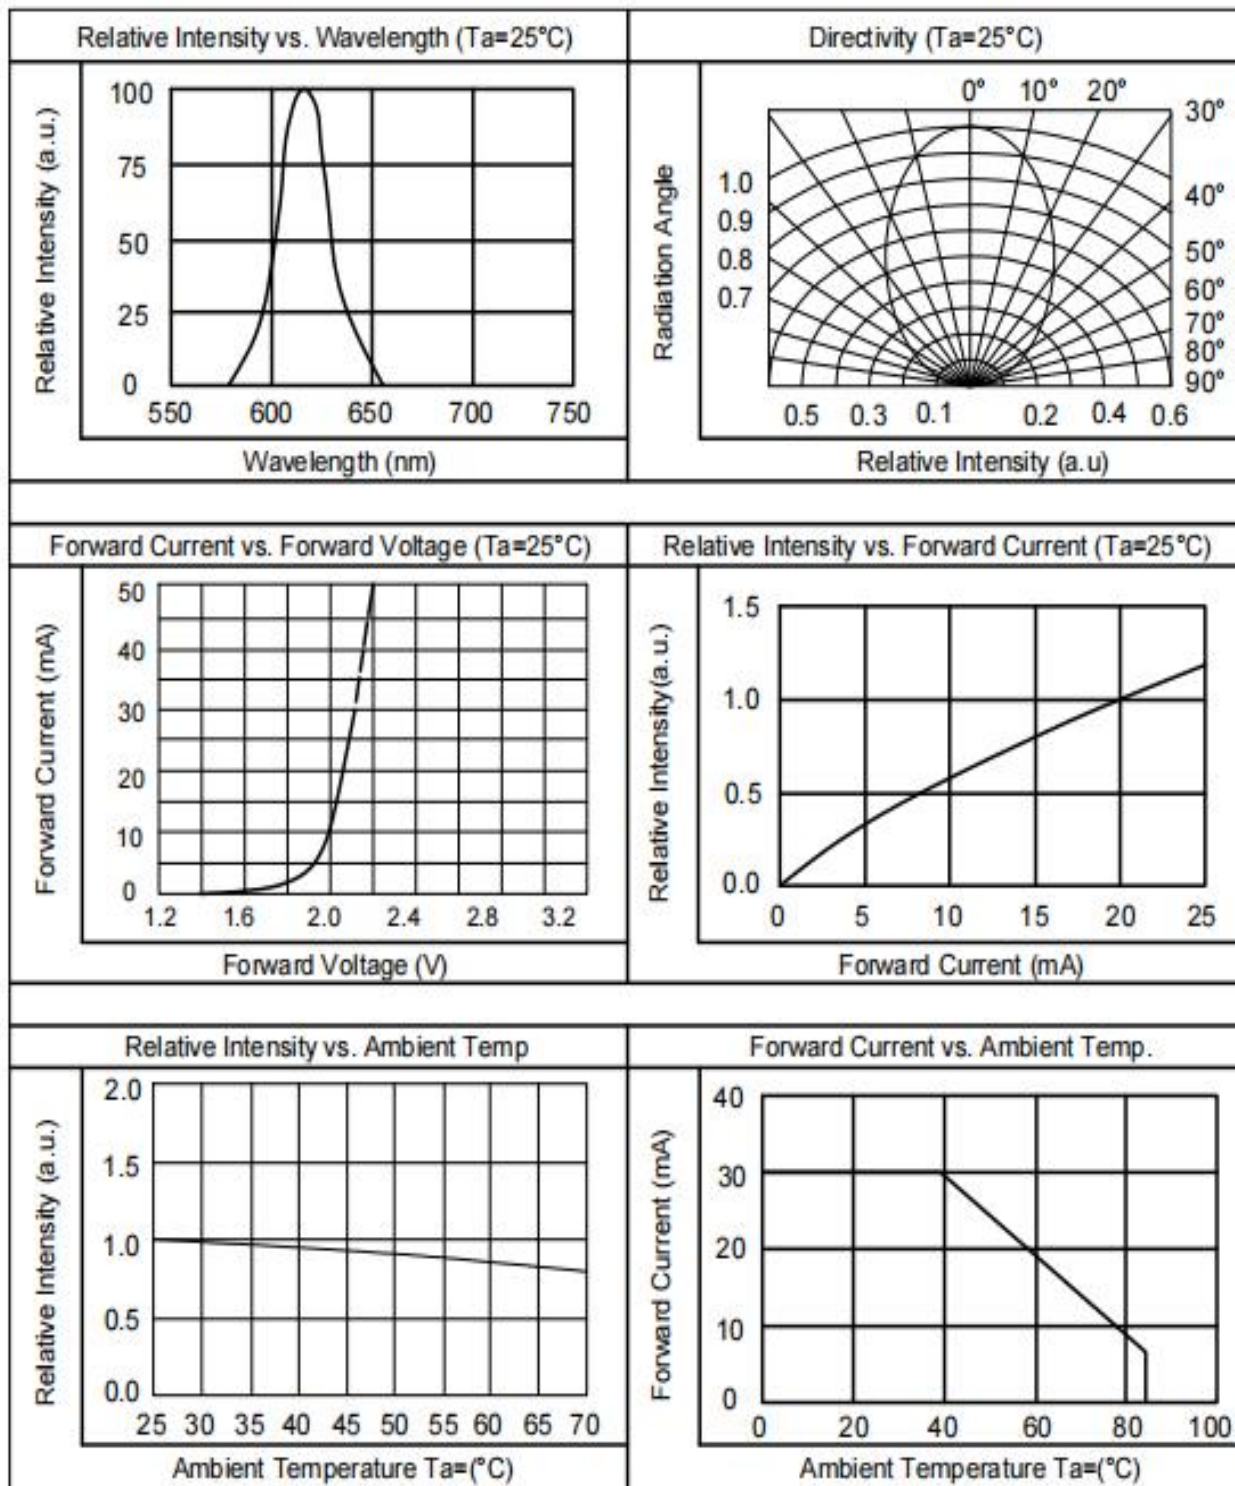 Relative Intensity vs. Wavelength (Ta=25°C)
Relative Intensity (a.u.)
100
75
50
25
0
550 600 650 700 750
Wavelength (nm)
Directivity (Ta=25°C)
Radiation Angle
0° 10° 20° 30°
40°
50°
60°
70°
80°
90°
1.0
0.9
0.8
0.7
0.5 0.3 0.1 0.2 0.4 0.6
Relative Intensity (a.u)
Forward Current vs. Forward Voltage (Ta=25°C)
Forward Current (mA)
50
40
30
20
10
0
1.2 1.6 2.0 2.4 2.8 3.2
Forward Voltage (V)
Relative Intensity vs. Forward Current (Ta=25°C)
Relative Intensity(a.u.)
1.5
1.0
0.5
0.0
0 5 10 15 20 25
Forward Current (mA)
Relative Intensity vs. Ambient Temp
Relative Intensity (a.u.)
2.0
1.5
1.0
0.5
0.0
25 30 35 40 45 50 55 60 65 70
Ambient Temperature Ta=(°C)
Forward Current vs. Ambient Temp.
Forward Current (mA)
40
30
20
10
0
0 20 40 60 80 100
Ambient Temperature Ta=(°C)